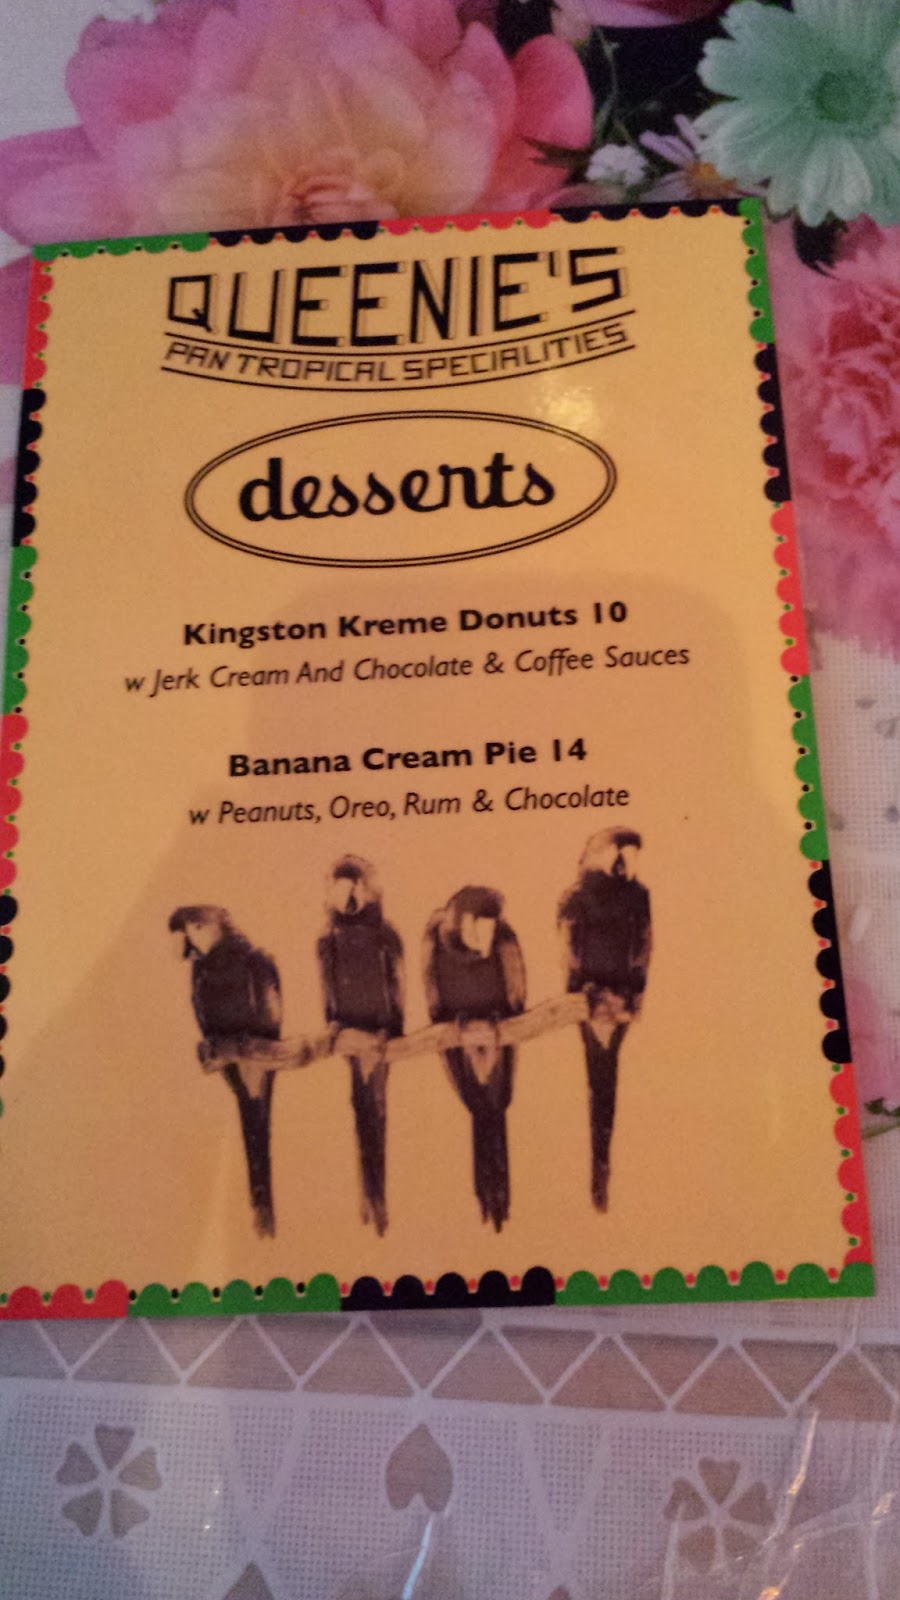 QUEENIE'S
PAN TROPICAL SPECIALITIES
desserts
Kingston Kreme Donuts 10
w Jerk Cream And Chocolate & Coffee Sauces
Banana Cream Pie 14
w Peanuts, Oreo, Rum & Chocolate